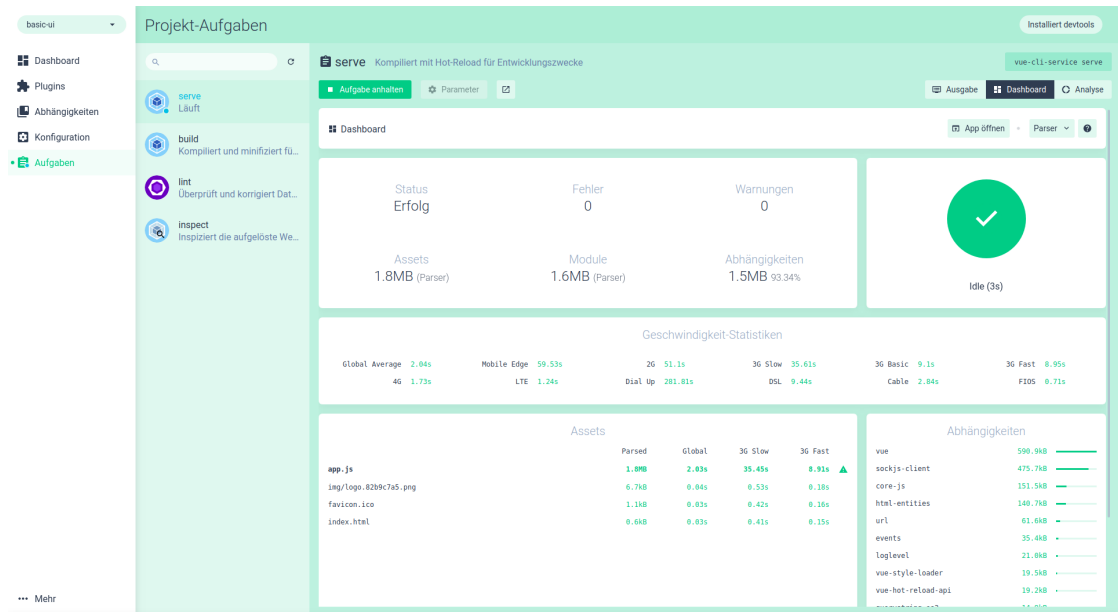 basic-ui
Projekt-Aufgaben
Installiert devtools
Dashboard
Plugins
Abhängigkeiten
Konfiguration
Aufgaben
Mehr
serve
Läuft
build
Kompiliert und minifiziert fü...
lint
Überprüft und korrigiert Dat...
inspect
Inspiziert die aufgelöste We...
serve Kompiliert mit Hot-Reload für Entwicklungszwecke
vue-cli-service serve
Aufgabe anhalten Parameter
Ausgabe Dashboard Analyse
Dashboard
App öffnen Parser
Status Fehler Warnungen
Erfolg 0 0
Assets Module Abhängigkeiten
1.8MB (Parser) 1.6MB (Parser) 1.5MB 93.34%
Idle (3s)
Geschwindigkeit-Statistiken
Global Average 2.04s Mobile Edge 59.53s 2G 51.1s 3G Slow 35.61s 3G Basic 9.1s 3G Fast 8.95s
4G 1.73s LTE 1.24s Dial Up 281.81s DSL 9.44s Cable 2.84s FIOS 0.71s
Assets
Parsed Global 3G Slow 3G Fast
app.js 1.8MB 2.03s 35.45s 8.91s
img/logo.82b9c7a5.png 6.7kB 0.04s 0.53s 0.18s
favicon.ico 1.1kB 0.03s 0.42s 0.16s
index.html 0.6kB 0.03s 0.41s 0.15s
Abhängigkeiten
vue 590.9kB
sockjs-client 475.7kB
core-js 151.5kB
html-entities 140.7kB
url 61.6kB
events 35.4kB
loglevel 21.0kB
vue-style-loader 19.5kB
vue-hot-reload-api 19.2kB